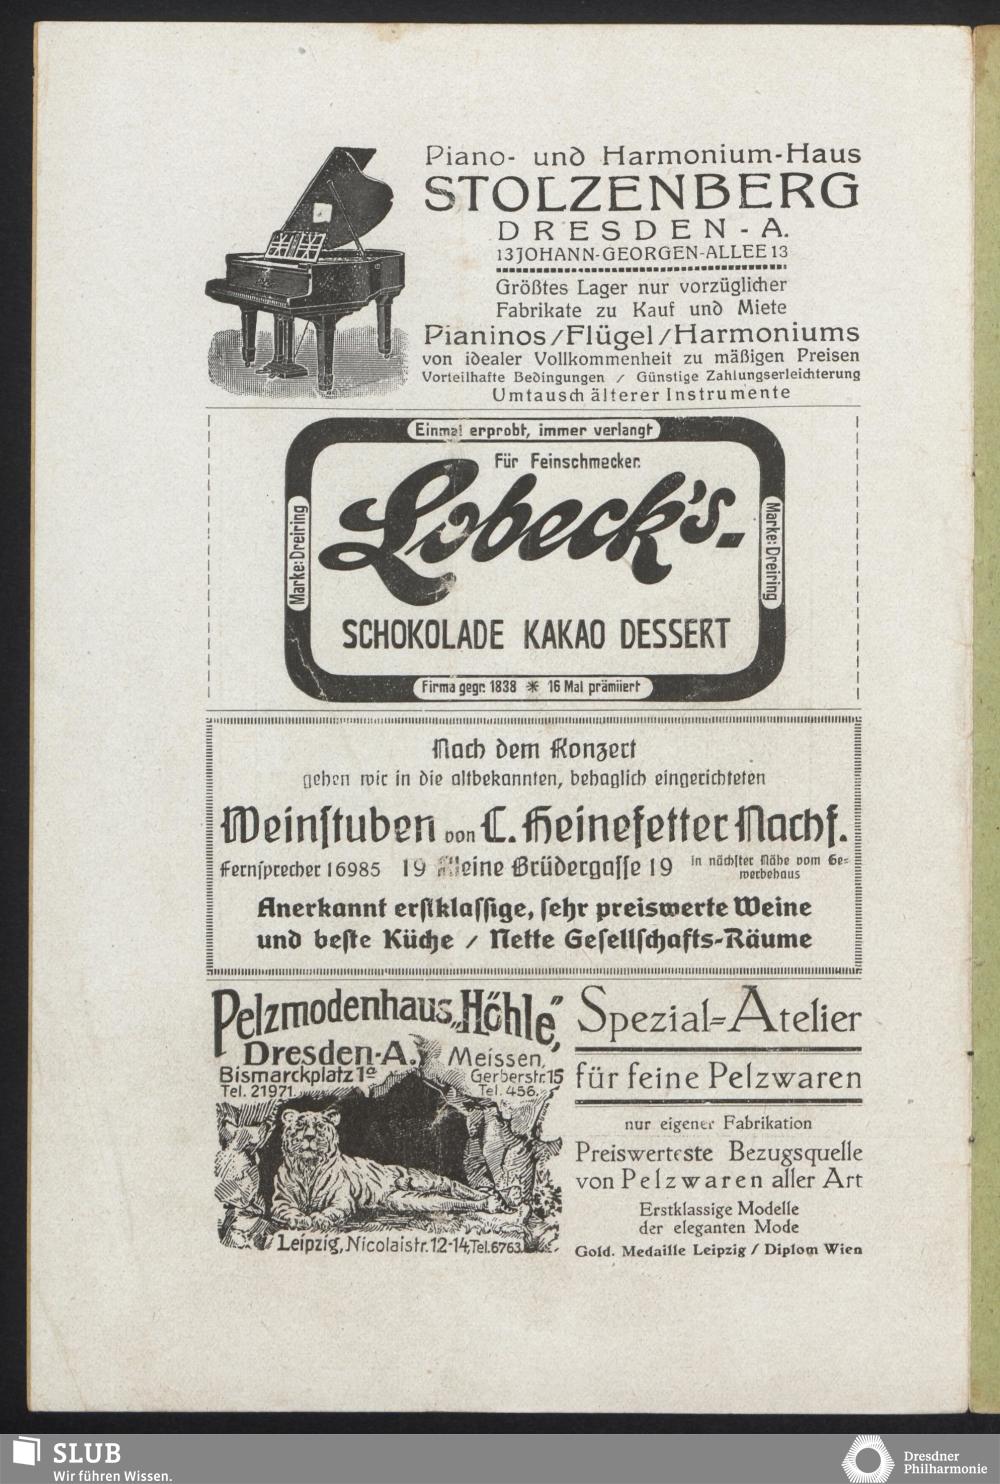 Piano- und Harmonium-Haus
STOLZENBERG
DRESDEN - A.
13 JOHANN-GEORGEN-ALLEE 13
Größtes Lager nur vorzüglicher
Fabrikate zu Kauf und Miete
Pianinos / Flügel / Harmoniums
von idealer Vollkommenheit zu mäßigen Preisen
Vorteilhafte Bedingungen / Günstige Zahlungserleichterung
Umtausch älterer Instrumente
Einmal erprobt, immer verlangt
Für Feinschmecker.
Marke: Dreiring
Lobeck's.
Marke: Dreiring
SCHOKOLADE KAKAO DESSERT
Firma gegr. 1838 * 16 Mal prämiiert
Nach dem Konzert
gehen wir in die altbekannten, behaglich eingerichteten
Weinstuben von C. Heinefetter Nachf.
Fernsprecher 16985 19 Kleine Brüdergasse 19 in nächster Nähe vom Ge=
werbehaus
Anerkannt erstklassige, sehr preiswerte Weine
und beste Küche / Nette Gesellschafts-Räume
Pelzmodenhaus „Höhle”,
Dresden-A. Meissen,
Bismarckplatz 1a Gerberstr. 15
Tel. 21971. Tel. 456.
Leipzig, Nicolaistr. 12-14, Tel. 6763.
Spezial=Atelier
für feine Pelzwaren
nur eigener Fabrikation
Preiswerteste Bezugsquelle
von Pelzwaren aller Art
Erstklassige Modelle
der eleganten Mode
Gold. Medaille Leipzig / Diplom Wien
SLUB
Wir führen Wissen.
Dresdner
Philharmonie